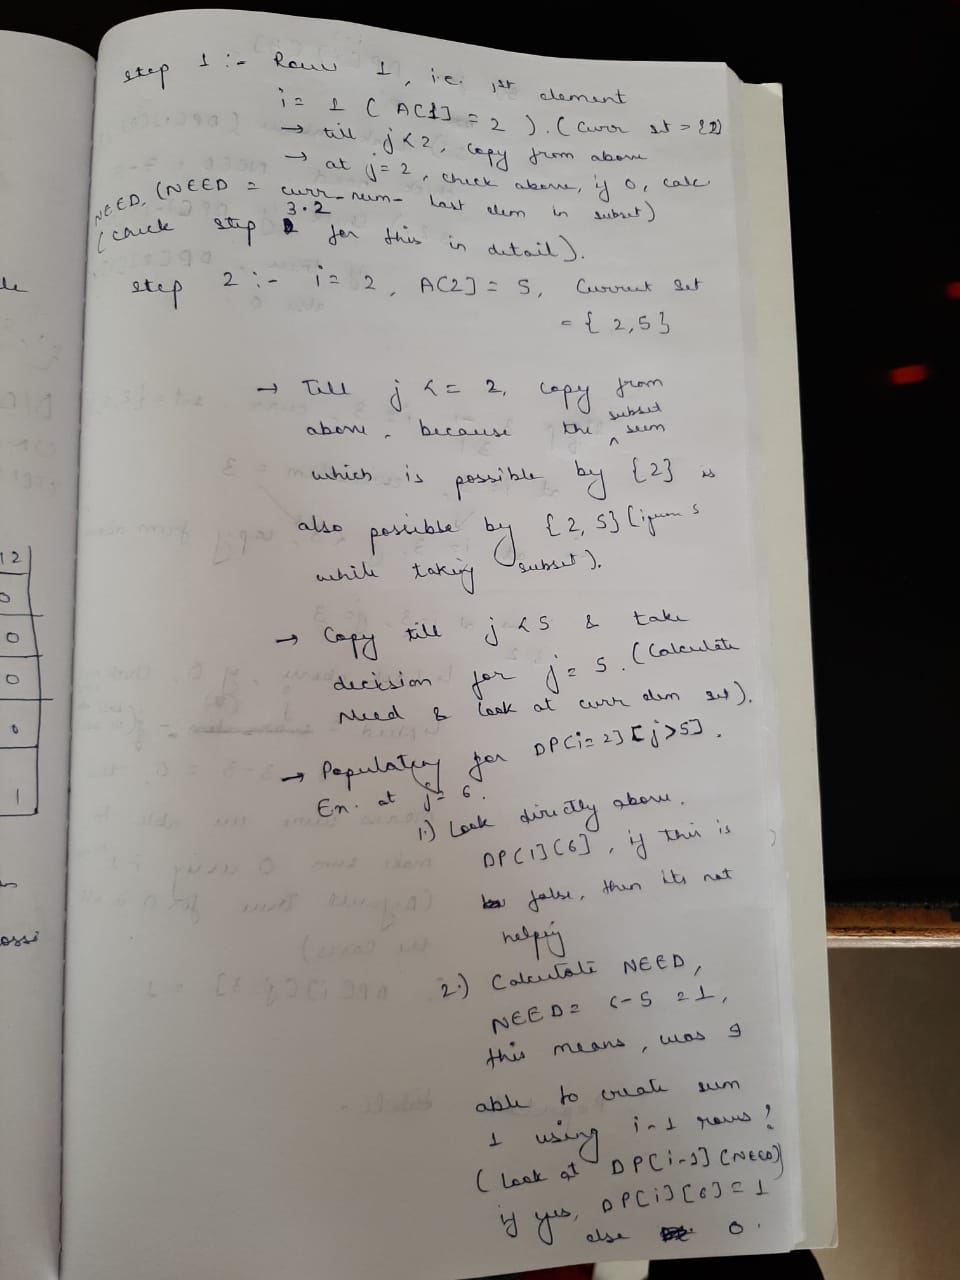 le
12
0
0
0
0
1
ossi
step 1 :- Row 1, i.e. 1st element
i = 1 ( A[1] = 2 ). ( curr set = {2})
→ till j < 2, copy from above
→ at j = 2, check above, if 0, calc
NEED. (NEED = curr-num- last elem in subset)
3.2
(check step for this in detail).
step 2 :- i = 2, A[2] = 5, Current set
= { 2, 5 }
→ Till j <= 2, copy from
above, because the subset sum
which is possible by {2} is
also possible by {2, 5} (ignore 5
while taking subset).
→ Copy till j < 5 & take
decision for j = 5. (Calculate
Need & look at curr elem set).
→ Populating for DP[i=2][j>5].
Ex. at j = 6.
1.) Look directly above.
DP[1][6], if this is
false, then its not
helping
2.) Calculate NEED,
NEED = 6-5 = 1,
this means, was I
able to create sum
1 using i-1 rows?
( Look at DP[i-1][NEED]
if yes, DP[i][6] = 1
else 0.